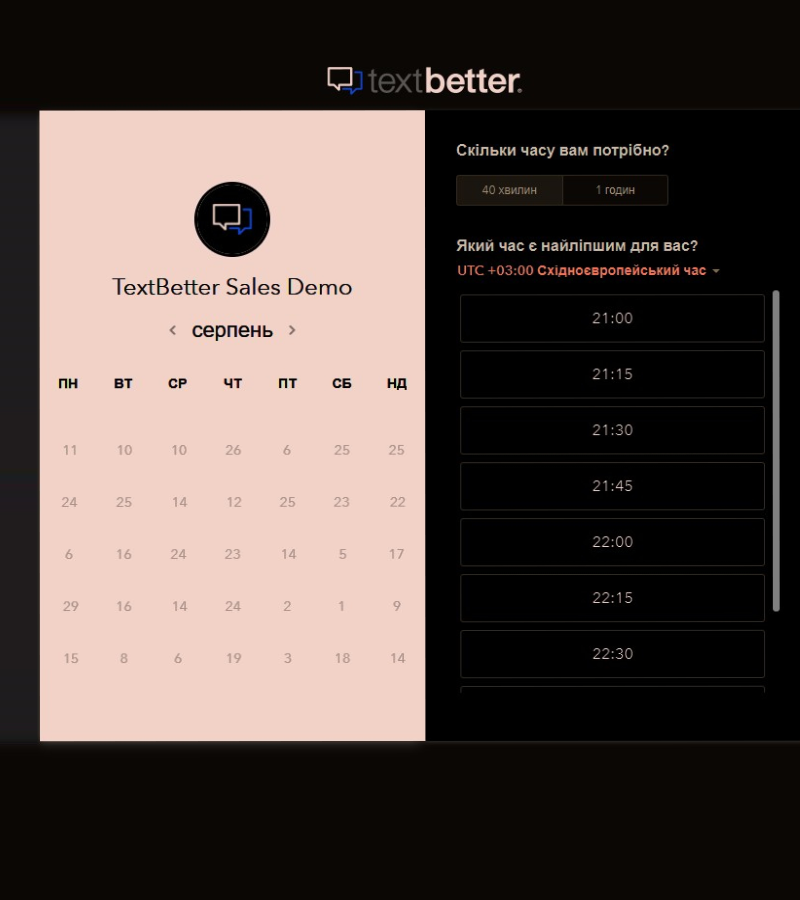 textbetter.
TextBetter Sales Demo
серпень
ПН ВТ СР ЧТ ПТ СБ НД
11 10 10 26 6 25 25
24 25 14 12 25 23 22
6 16 24 23 14 5 17
29 16 14 24 2 1 9
15 8 6 19 3 18 14
Скільки часу вам потрібно?
40 хвилин 1 годин
Який час є найліпшим для вас?
UTC +03:00 Східноєвропейський час
21:00
21:15
21:30
21:45
22:00
22:15
22:30